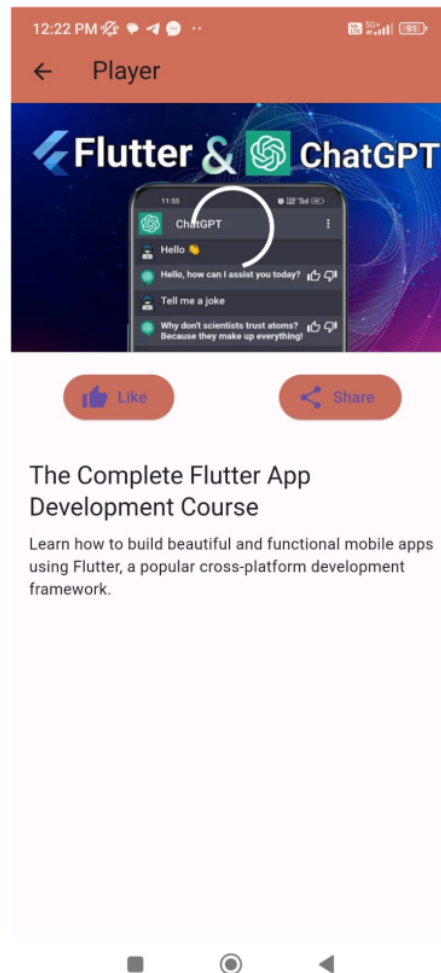 12:22 PM
5G+
91
Player
Flutter & ChatGPT
11:55
ChatGPT
Hello 👋
Hello, how can I assist you today?
Tell me a joke
Why don't scientists trust atoms?
Because they make up everything!
Like
Share
The Complete Flutter App
Development Course
Learn how to build beautiful and functional mobile apps
using Flutter, a popular cross-platform development
framework.